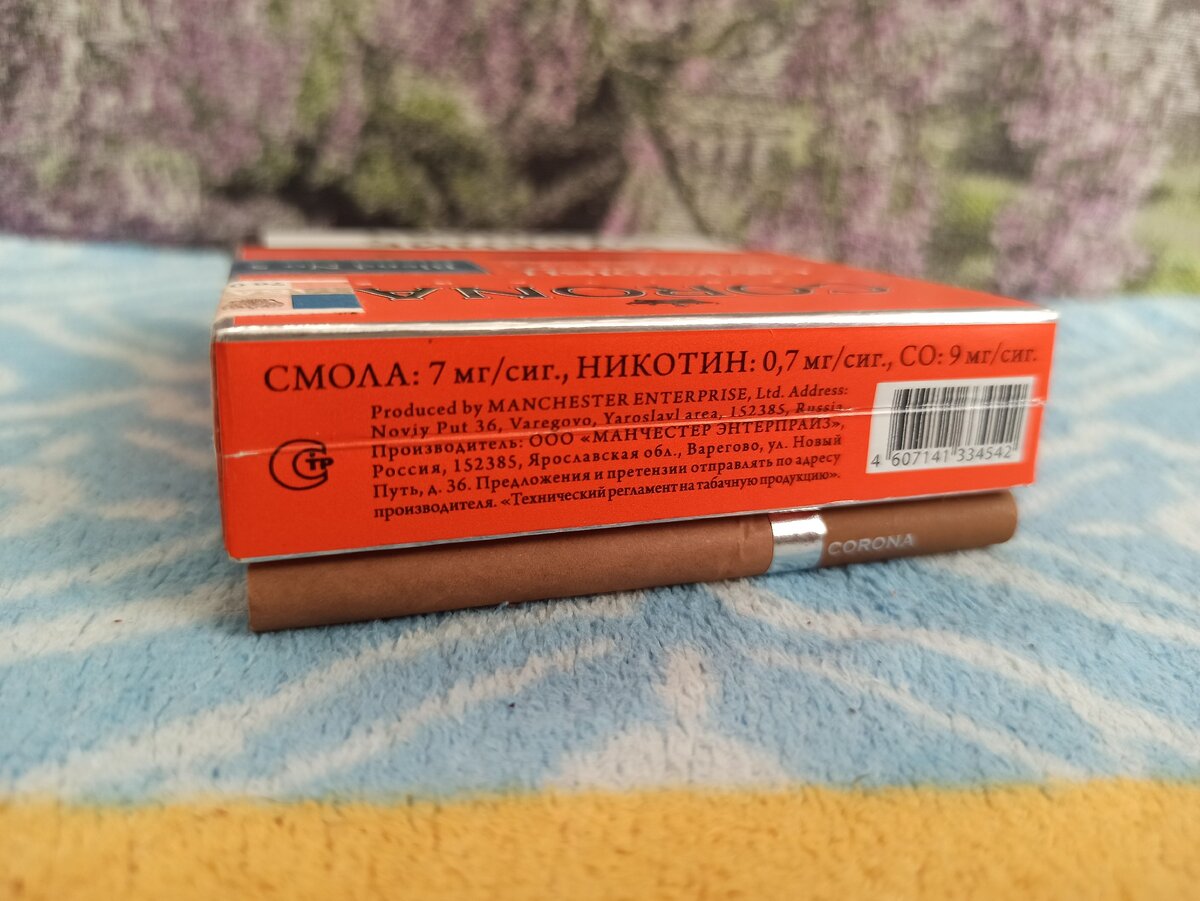 CORONA
СМОЛА: 7 мг/сиг., НИКОТИН: 0,7 мг/сиг., СО: 9 мг/сиг.
Produced by MANCHESTER ENTERPRISE, Ltd. Address:
Noviy Put 36, Varegovo, Yaroslavl area, 152385, Russia.
Производитель: ООО «МАНЧЕСТЕР ЭНТЕРПРАЙЗ»,
Россия, 152385, Ярославская обл., Варегово, ул. Новый
Путь, д. 36. Предложения и претензии отправлять по адресу
производителя. «Технический регламент на табачную продукцию».
СТР
4 607141 334542
CORONA